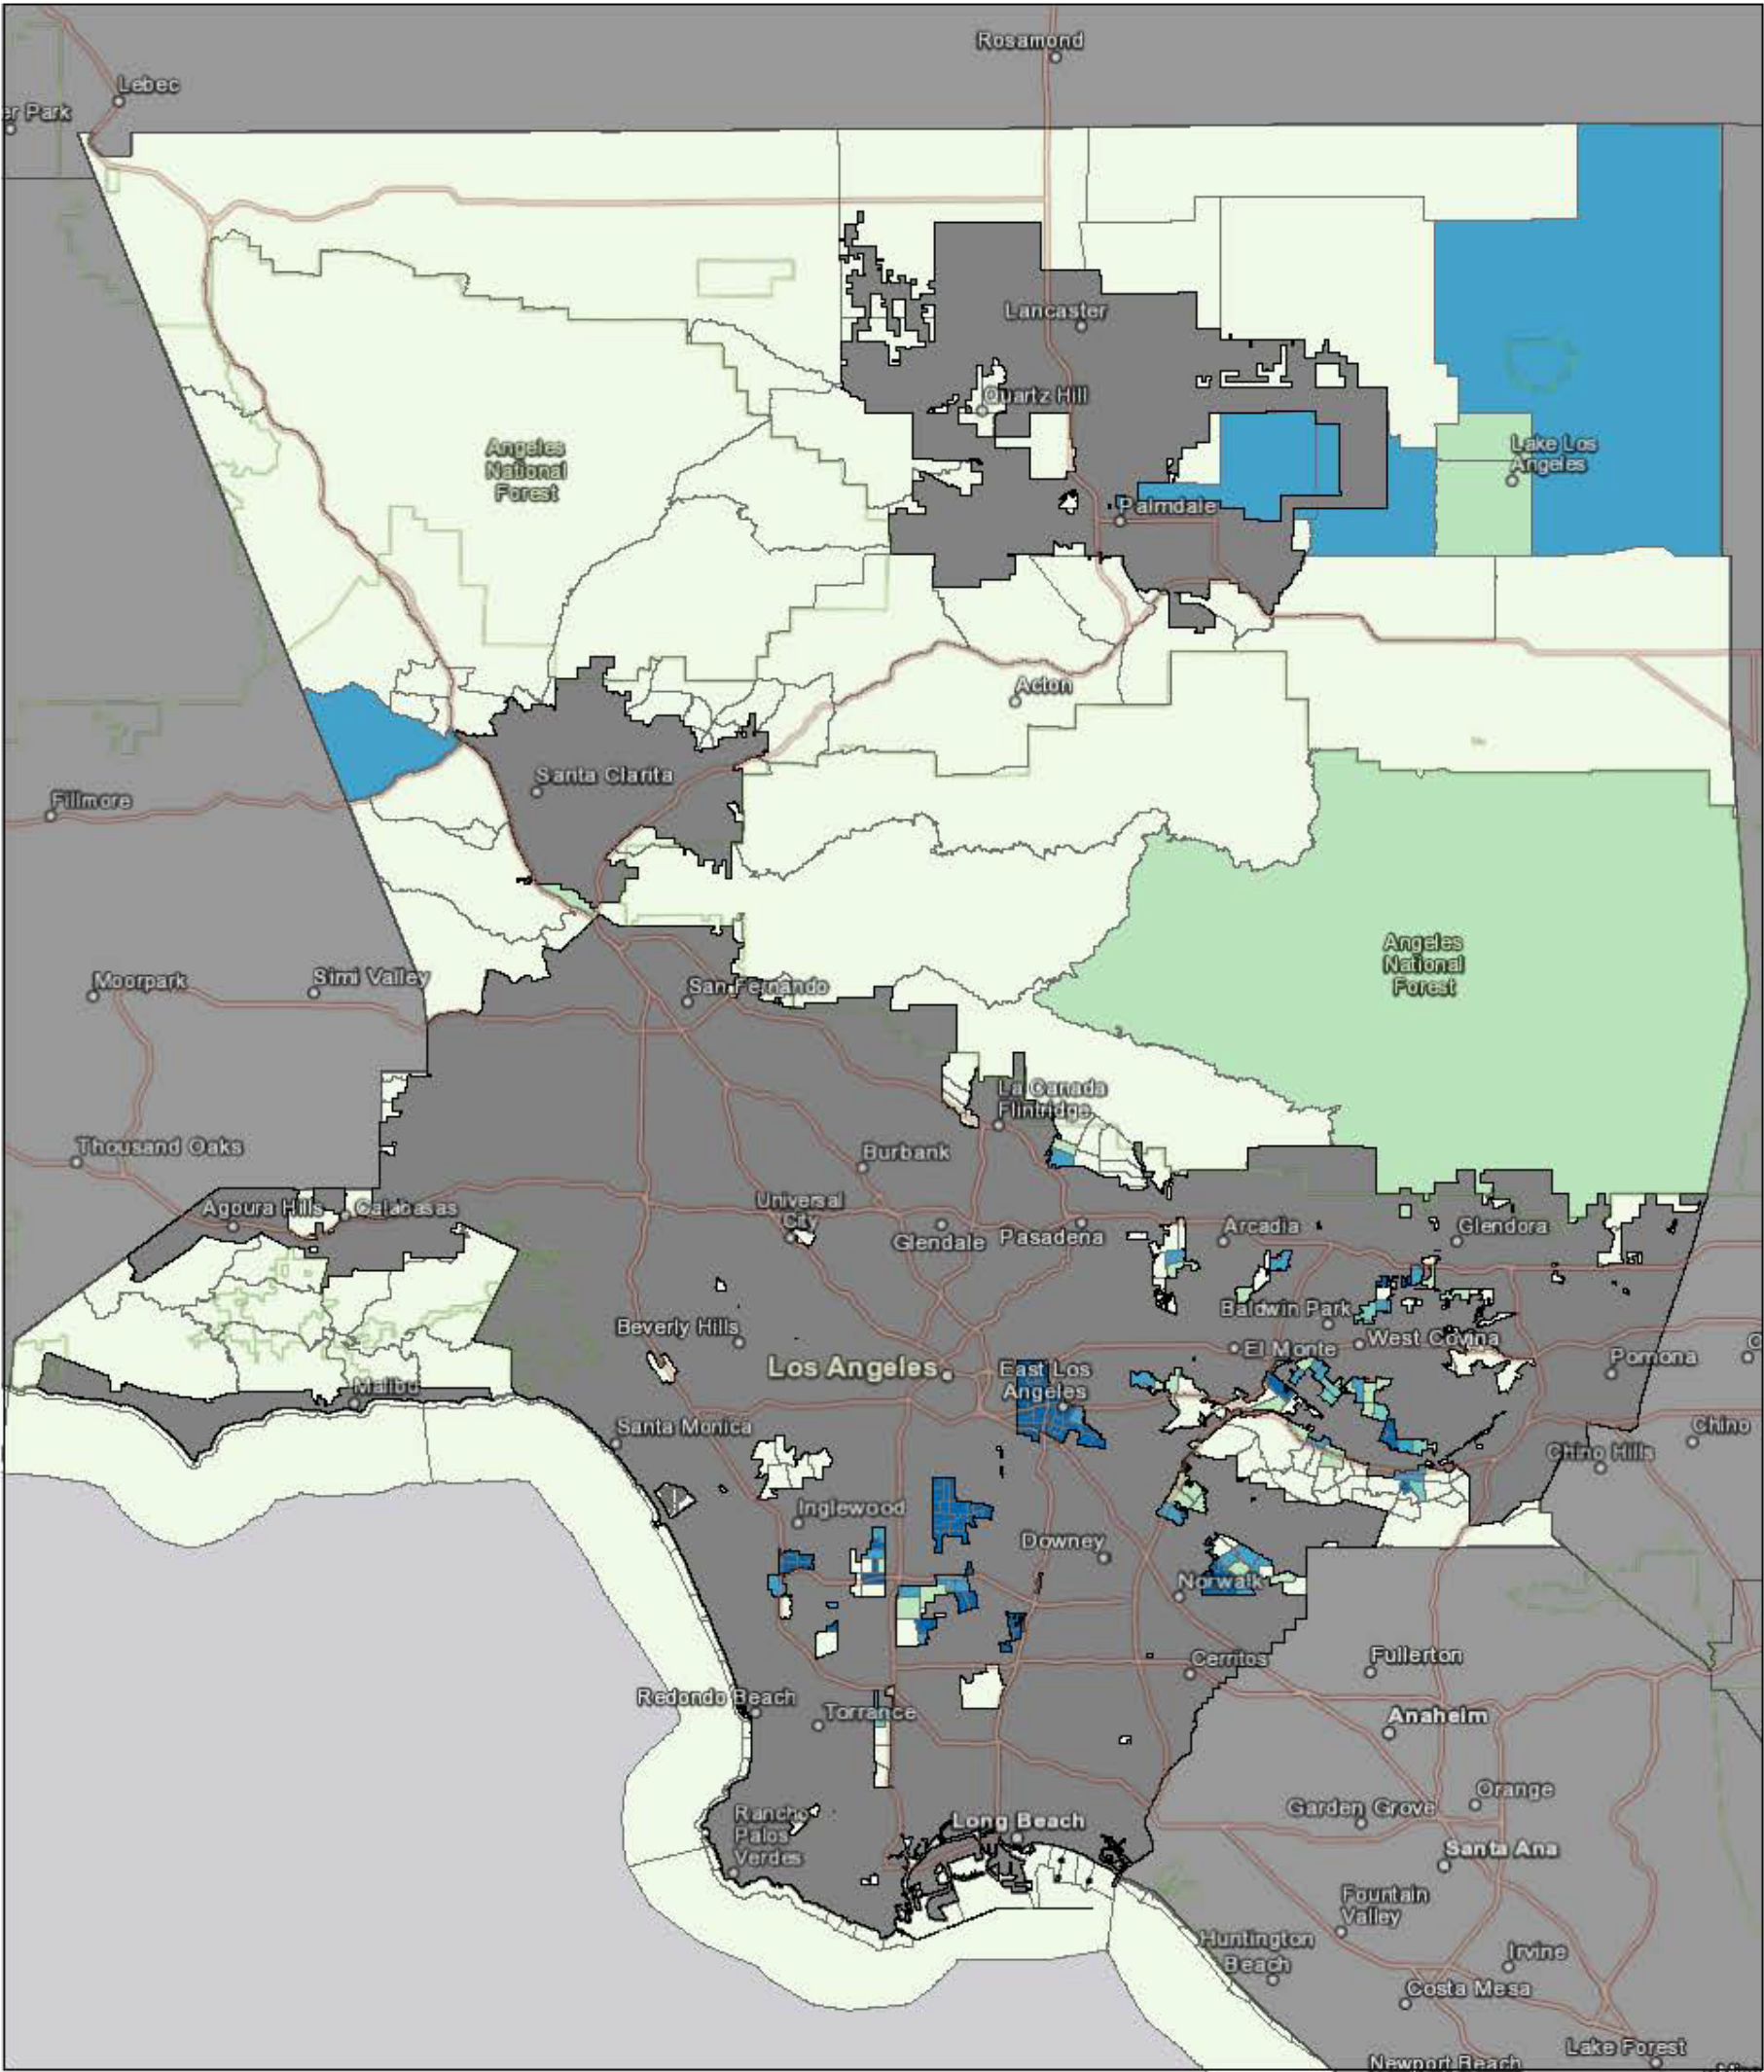 Rosamond
Lebec
er Park
Lancaster
Quartz Hill
Angeles
National
Forest
Lake Los
Angeles
Palmdale
Acton
Santa Clarita
Fillmore
Angeles
National
Forest
Moorpark
Simi Valley
San Fernando
La Canada
Flintridge
Thousand Oaks
Burbank
Agoura Hills
Calabasas
Universal
City
Glendale
Pasadena
Arcadia
Glendora
Baldwin Park
Beverly Hills
El Monte
West Covina
Pomona
Los Angeles
East Los
Angeles
Malibu
Santa Monica
Chino
Chino Hills
Inglewood
Downey
Norwalk
Cerritos
Fullerton
Redondo Beach
Torrance
Anaheim
Orange
Garden Grove
Rancho
Palos
Verdes
Long Beach
Santa Ana
Fountain
Valley
Huntington
Beach
Irvine
Costa Mesa
Lake Forest
Newport Beach